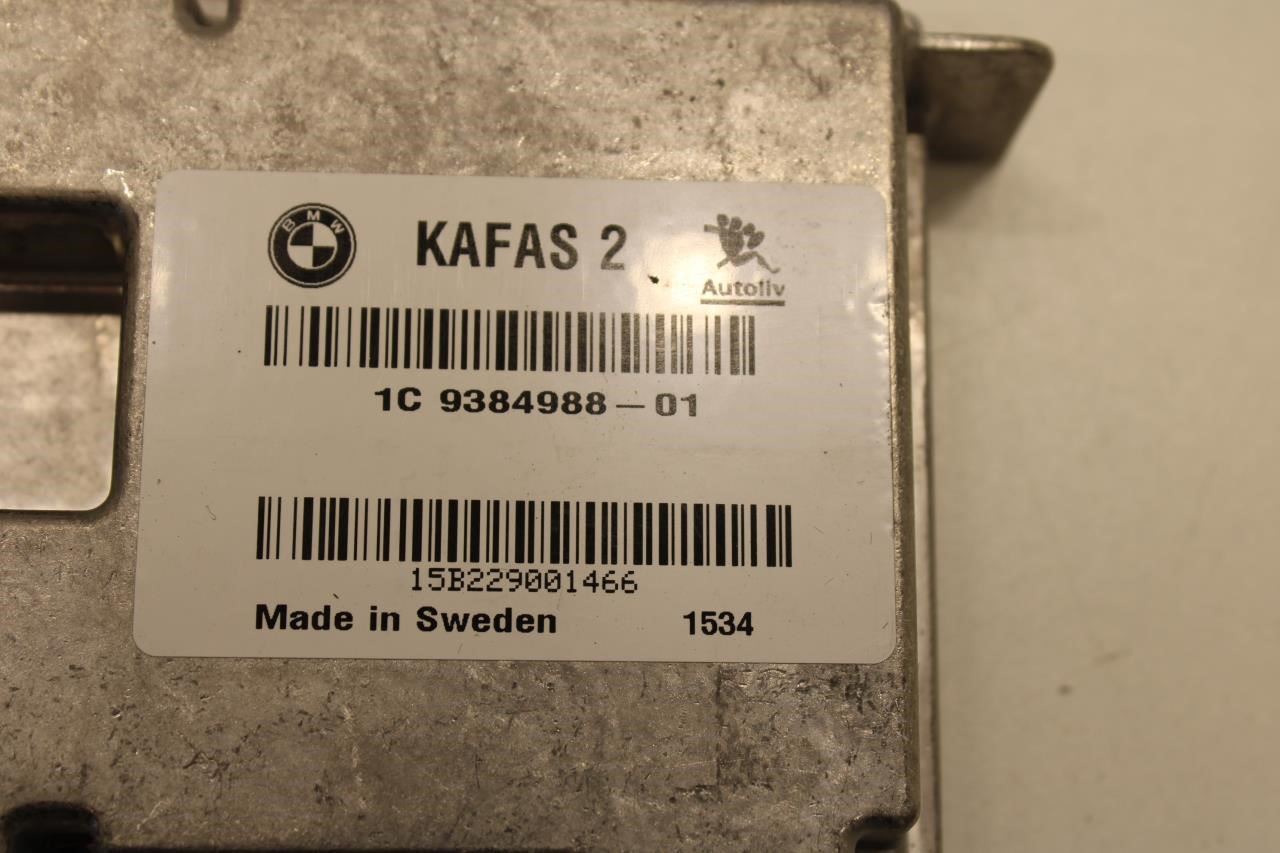 BMW KAFAS 2
Autoliv
1C 9384988-01
15B229001466
Made in Sweden 1534